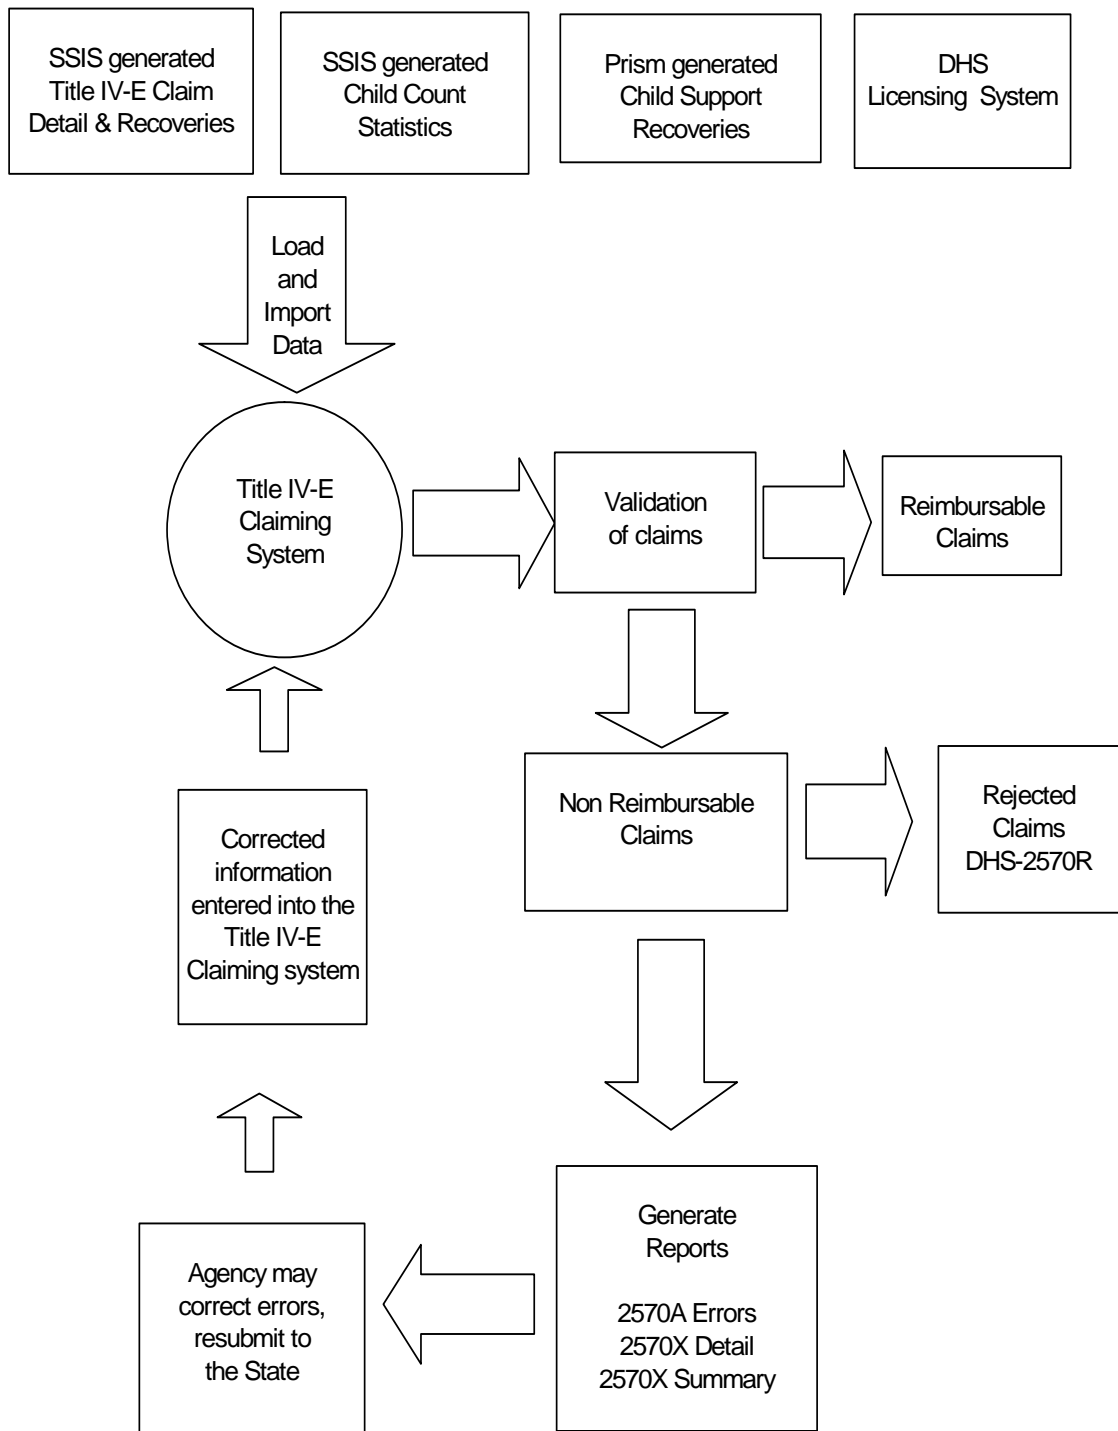 SSIS generated
Title IV-E Claim
Detail & Recoveries
SSIS generated
Child Count
Statistics
Prism generated
Child Support
Recoveries
DHS
Licensing System
Load
and
Import
Data
Title IV-E
Claiming
System
Validation
of claims
Reimbursable
Claims
Non Reimbursable
Claims
Rejected
Claims
DHS-2570R
Corrected
information
entered into the
Title IV-E
Claiming system
Generate
Reports
2570A Errors
2570X Detail
2570X Summary
Agency may
correct errors,
resubmit to
the State